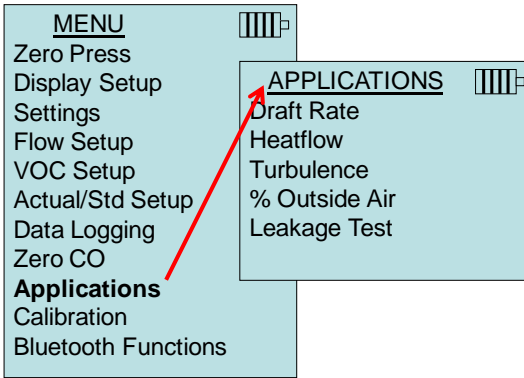 MENU
Zero Press
Display Setup
Settings
Flow Setup
VOC Setup
Actual/Std Setup
Data Logging
Zero CO
Applications
Calibration
Bluetooth Functions
APPLICATIONS
Draft Rate
Heatflow
Turbulence
% Outside Air
Leakage Test